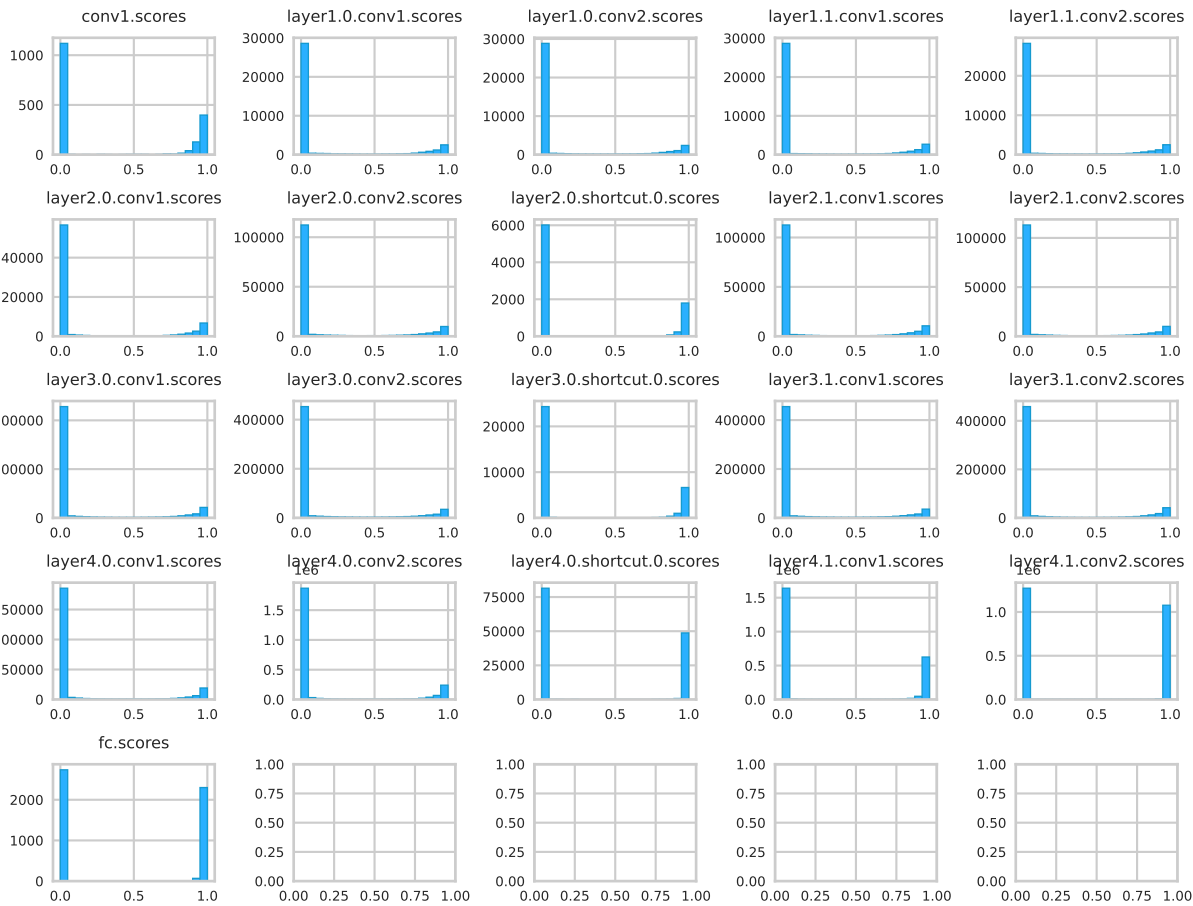 conv1.scores
layer1.0.conv1.scores
layer1.0.conv2.scores
layer1.1.conv1.scores
layer1.1.conv2.scores
1000
500
0
0.0 0.5 1.0
30000
20000
10000
0
0.0 0.5 1.0
30000
20000
10000
0
0.0 0.5 1.0
30000
20000
10000
0
0.0 0.5 1.0
20000
10000
0
0.0 0.5 1.0
layer2.0.conv1.scores
layer2.0.conv2.scores
layer2.0.shortcut.0.scores
layer2.1.conv1.scores
layer2.1.conv2.scores
40000
20000
0
0.0 0.5 1.0
100000
50000
0
0.0 0.5 1.0
6000
4000
2000
0
0.0 0.5 1.0
100000
50000
0
0.0 0.5 1.0
100000
50000
0
0.0 0.5 1.0
layer3.0.conv1.scores
layer3.0.conv2.scores
layer3.0.shortcut.0.scores
layer3.1.conv1.scores
layer3.1.conv2.scores
00000
00000
0
0.0 0.5 1.0
400000
200000
0
0.0 0.5 1.0
20000
10000
0
0.0 0.5 1.0
400000
200000
0
0.0 0.5 1.0
400000
200000
0
0.0 0.5 1.0
layer4.0.conv1.scores
layer4.0.conv2.scores
layer4.0.shortcut.0.scores
layer4.1.conv1.scores
layer4.1.conv2.scores
50000
00000
50000
0
0.0 0.5 1.0
1e6
1.5
1.0
0.5
0.0
0.0 0.5 1.0
75000
50000
25000
0
0.0 0.5 1.0
1e6
1.5
1.0
0.5
0.0
0.0 0.5 1.0
1e6
1.0
0.5
0.0
0.0 0.5 1.0
fc.scores
2000
1000
0
0.0 0.5 1.0
1.00
0.75
0.50
0.25
0.00
0.00 0.25 0.50 0.75 1.00
1.00
0.75
0.50
0.25
0.00
0.00 0.25 0.50 0.75 1.00
1.00
0.75
0.50
0.25
0.00
0.00 0.25 0.50 0.75 1.00
1.00
0.75
0.50
0.25
0.00
0.00 0.25 0.50 0.75 1.00